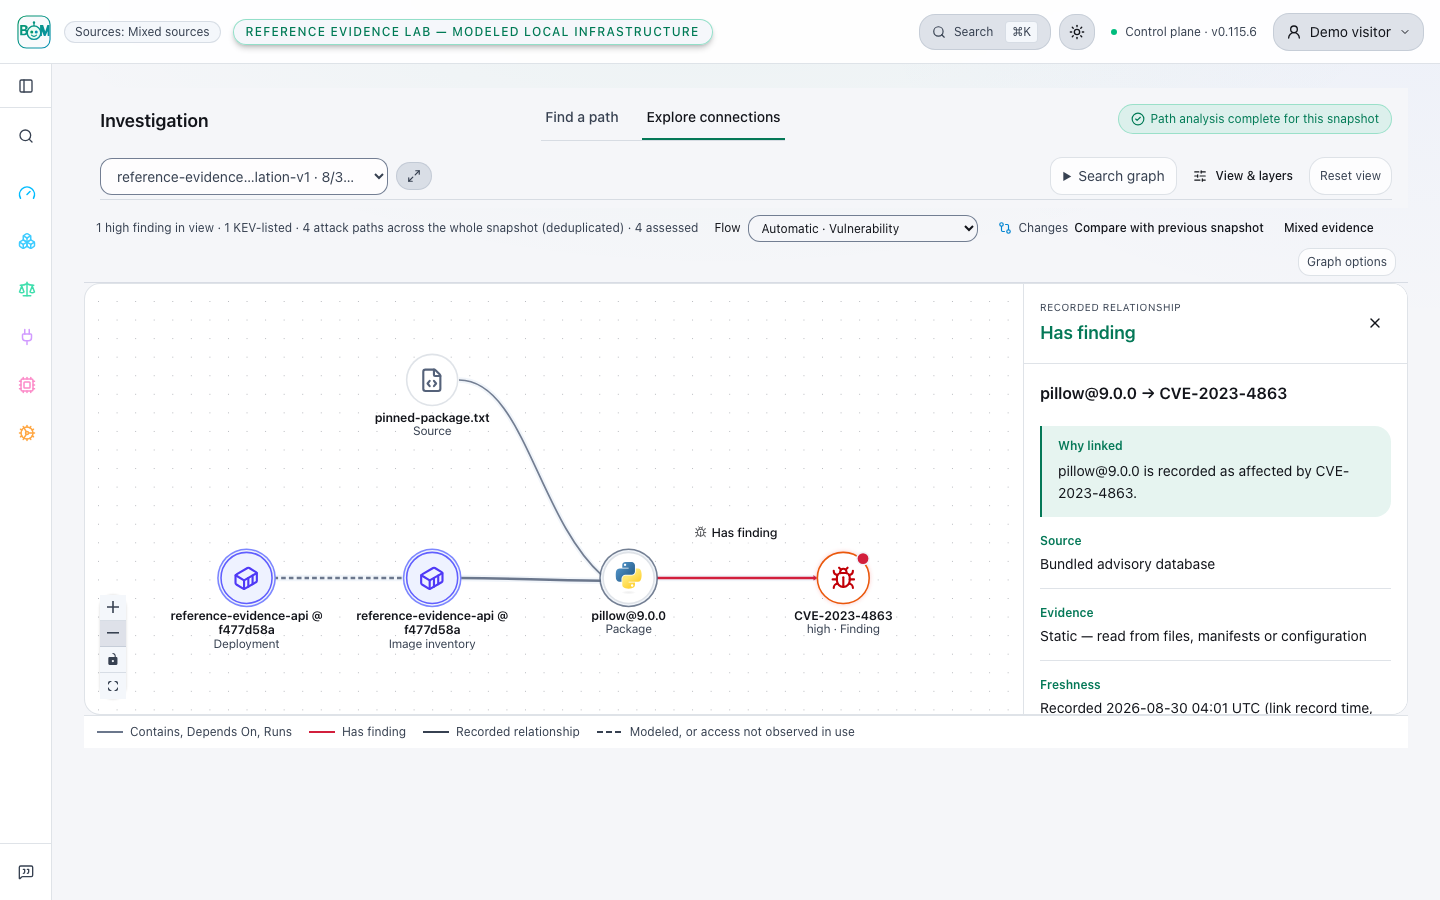 BOM
Sources: Mixed sources
REFERENCE EVIDENCE LAB — MODELED LOCAL INFRASTRUCTURE
Search ⌘K
Control plane · v0.115.6
Demo visitor
Investigation
Find a path
Explore connections
Path analysis complete for this snapshot
reference-evidence...lation-v1 · 8/3...
Search graph
View & layers
Reset view
1 high finding in view · 1 KEV-listed · 4 attack paths across the whole snapshot (deduplicated) · 4 assessed
Flow
Automatic · Vulnerability
Changes Compare with previous snapshot
Mixed evidence
Graph options
pinned-package.txt
Source
Has finding
reference-evidence-api @
f477d58a
Deployment
reference-evidence-api @
f477d58a
Image inventory
pillow@9.0.0
Package
CVE-2023-4863
high · Finding
RECORDED RELATIONSHIP
Has finding
pillow@9.0.0 → CVE-2023-4863
Why linked
pillow@9.0.0 is recorded as affected by CVE-
2023-4863.
Source
Bundled advisory database
Evidence
Static — read from files, manifests or configuration
Freshness
Recorded 2026-08-30 04:01 UTC (link record time,
Contains, Depends On, Runs
Has finding
Recorded relationship
Modeled, or access not observed in use